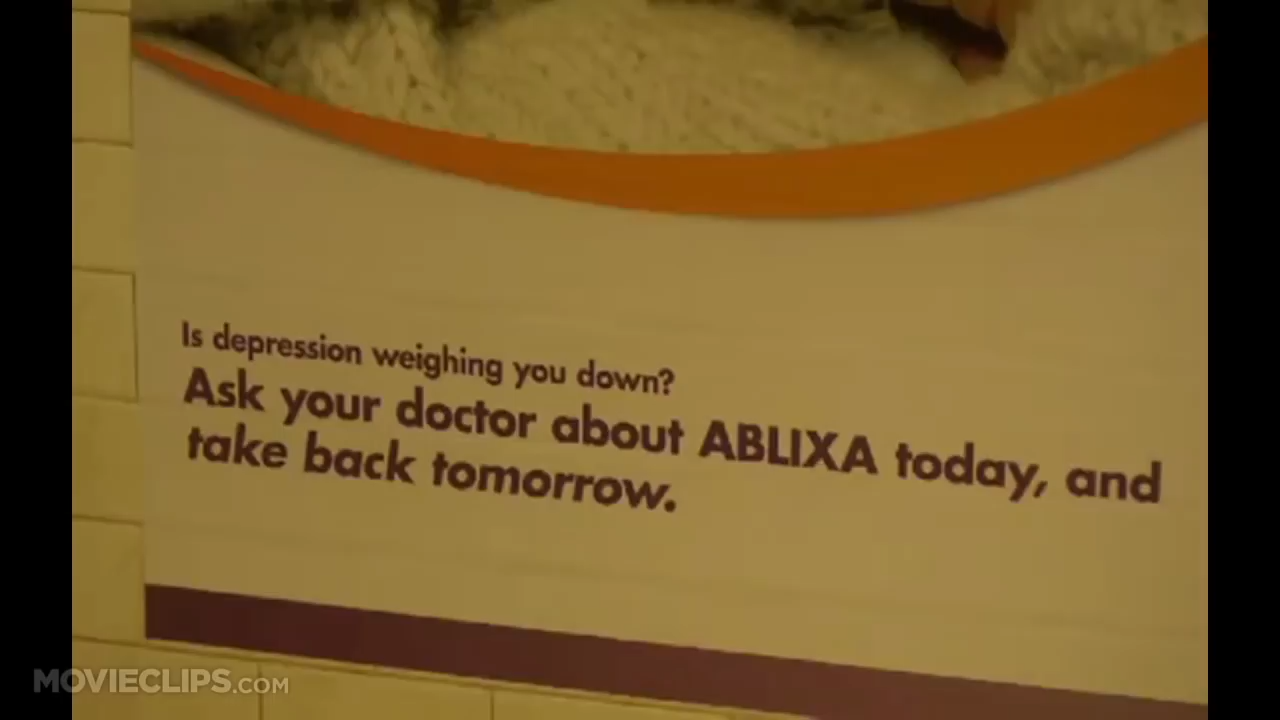 Is depression weighing you down?
Ask your doctor about ABLIXA today, and
take back tomorrow.
MOVIECLIPS.COM